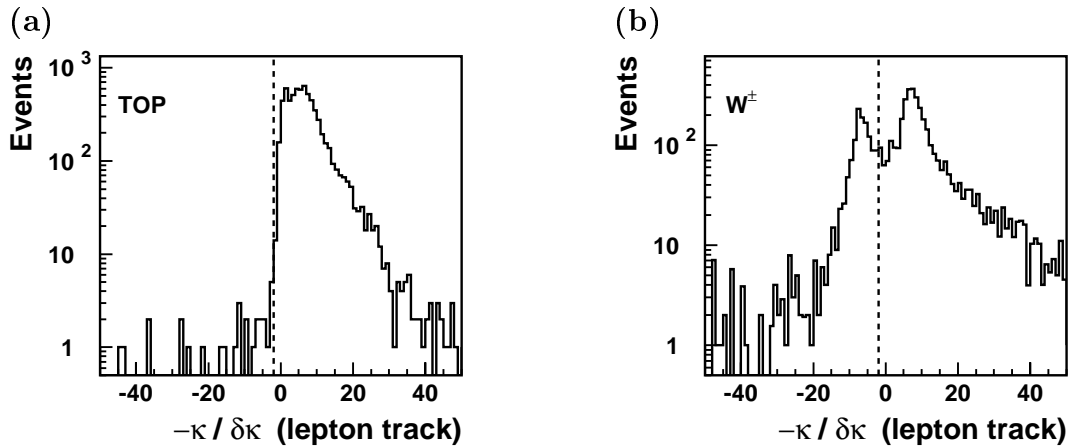 (a)
(b)
Events
10³
10²
10
1
TOP
-40
-20
0
20
40
−κ / δκ (lepton track)
Events
10²
10
1
W±
-40
-20
0
20
40
−κ / δκ (lepton track)